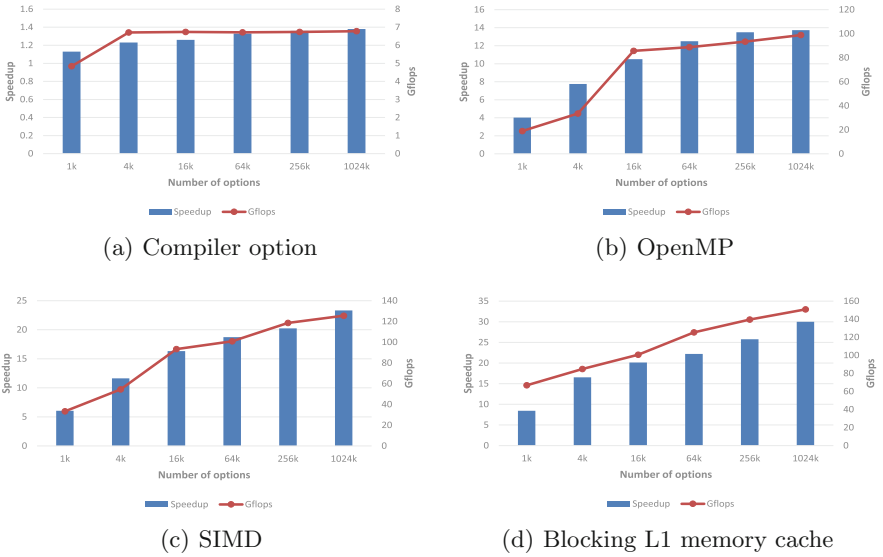 1.6
1.4
1.2
1
0.8
0.6
0.4
0.2
0
Speedup
8
7
6
5
4
3
2
1
0
Gflops
1k 4k 16k 64k 256k 1024k
Number of options
Speedup Gflops
(a) Compiler option
16
14
12
10
8
6
4
2
0
Speedup
120
100
80
60
40
20
0
Gflops
1k 4k 16k 64k 256k 1024k
Number of options
Speedup Gflops
(b) OpenMP
25
20
15
10
5
0
Speedup
140
120
100
80
60
40
20
0
Gflops
1k 4k 16k 64k 256k 1024k
Number of options
Speedup Gflops
(c) SIMD
35
30
25
20
15
10
5
0
Speedup
160
140
120
100
80
60
40
20
0
Gflops
1k 4k 16k 64k 256k 1024k
Number of options
Speedup Gflops
(d) Blocking L1 memory cache